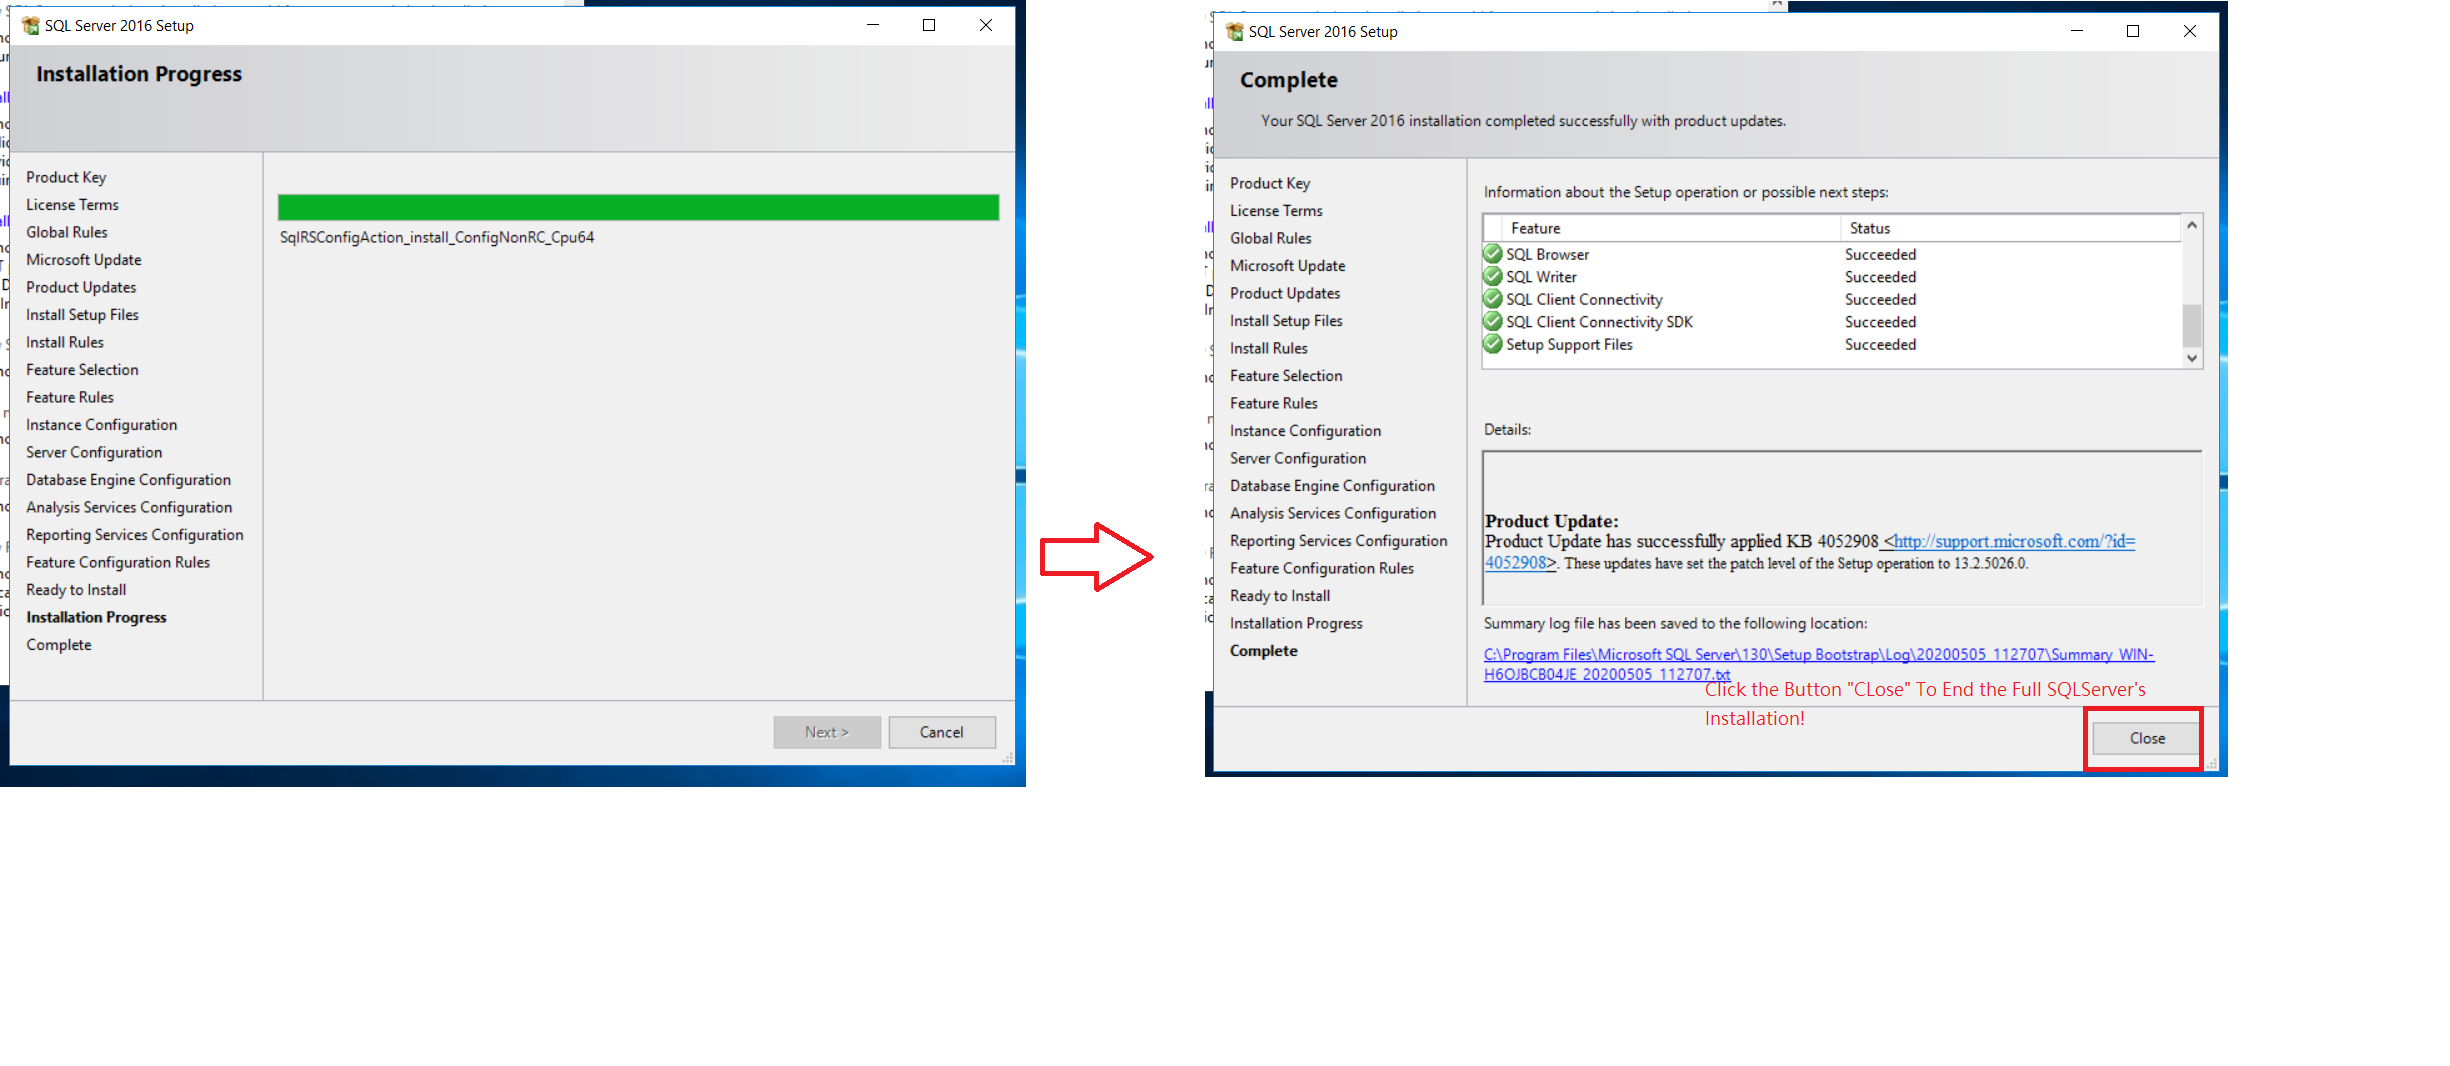 SQL Server 2016 Setup
Installation Progress
Product Key
License Terms
Global Rules
Microsoft Update
Product Updates
Install Setup Files
Install Rules
Feature Selection
Feature Rules
Instance Configuration
Server Configuration
Database Engine Configuration
Analysis Services Configuration
Reporting Services Configuration
Feature Configuration Rules
Ready to Install
Installation Progress
Complete
SqlRSConfigAction_install_ConfigNonRC_Cpu64
Next >
Cancel
SQL Server 2016 Setup
Complete
Your SQL Server 2016 installation completed successfully with product updates.
Product Key
License Terms
Global Rules
Microsoft Update
Product Updates
Install Setup Files
Install Rules
Feature Selection
Feature Rules
Instance Configuration
Server Configuration
Database Engine Configuration
Analysis Services Configuration
Reporting Services Configuration
Feature Configuration Rules
Ready to Install
Installation Progress
Complete
Information about the Setup operation or possible next steps:
Feature Status
SQL Browser Succeeded
SQL Writer Succeeded
SQL Client Connectivity Succeeded
SQL Client Connectivity SDK Succeeded
Setup Support Files Succeeded
Details:
Product Update:
Product Update has successfully applied KB 4052908 <http://support.microsoft.com/?id=
4052908>. These updates have set the patch level of the Setup operation to 13.2.5026.0.
Summary log file has been saved to the following location:
C:\Program Files\Microsoft SQL Server\130\Setup Bootstrap\Log\20200505_112707\Summary_WIN-
H6OJBCB04JE_20200505_112707.txt
Click the Button "CLose" To End the Full SQLServer's
Installation!
Close